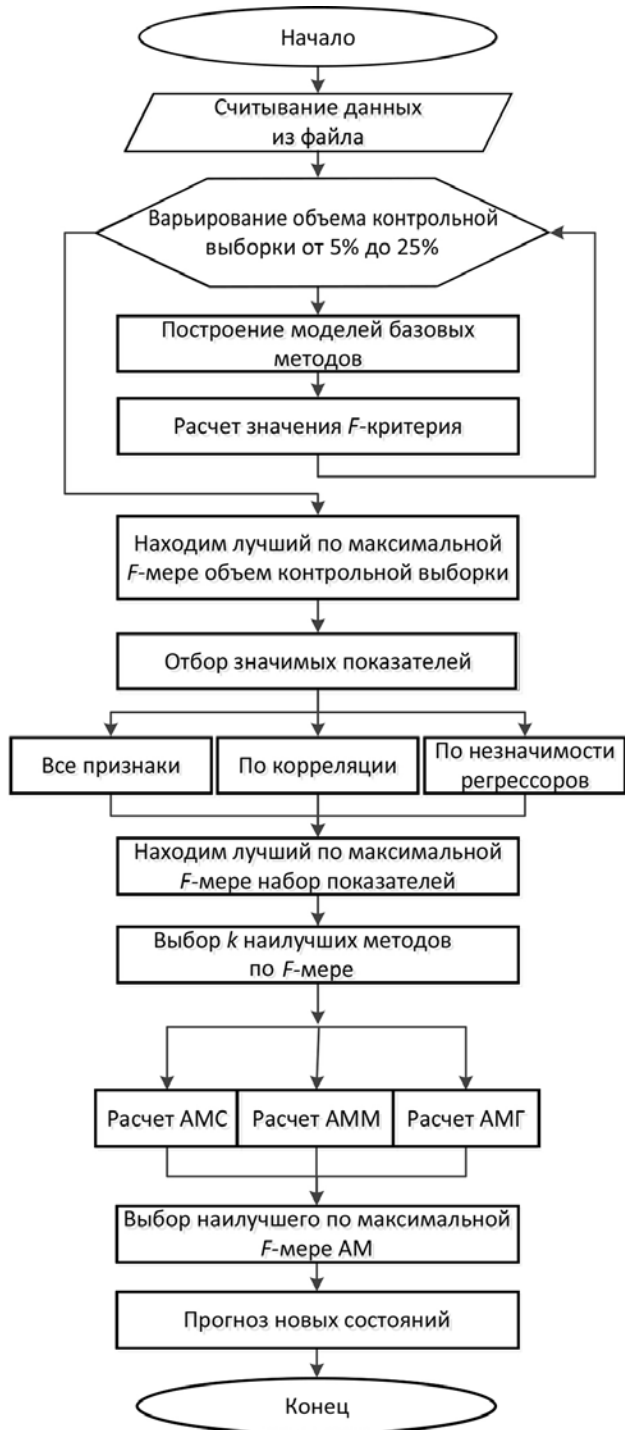 Начало
Считывание данных
из файла
Варьирование объема контрольной
выборки от 5% до 25%
Построение моделей базовых
методов
Расчет значения F-критерия
Находим лучший по максимальной
F-мере объем контрольной выборки
Отбор значимых показателей
Все признаки
По корреляции
По незначимости
регрессоров
Находим лучший по максимальной
F-мере набор показателей
Выбор k наилучших методов
по F-мере
Расчет АМС
Расчет АММ
Расчет АМГ
Выбор наилучшего по максимальной
F-мере АМ
Прогноз новых состояний
Конец